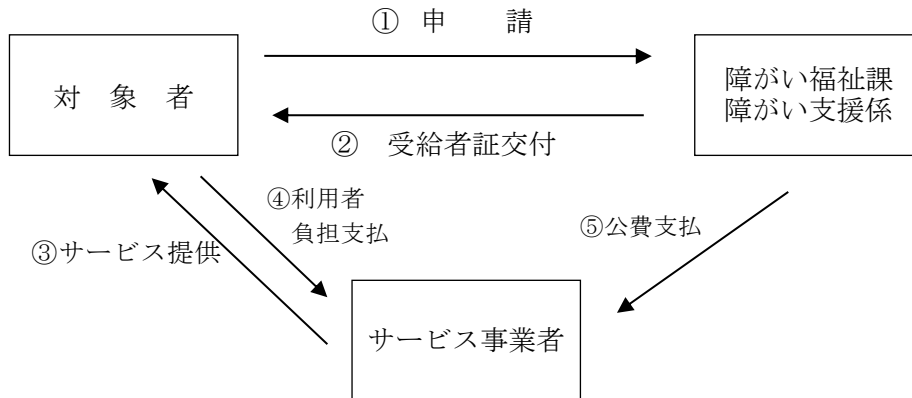 ① 申 請
対 象 者
障がい福祉課
障がい支援係
② 受給者証交付
④利用者
負担支払
③サービス提供
⑤公費支払
サービス事業者